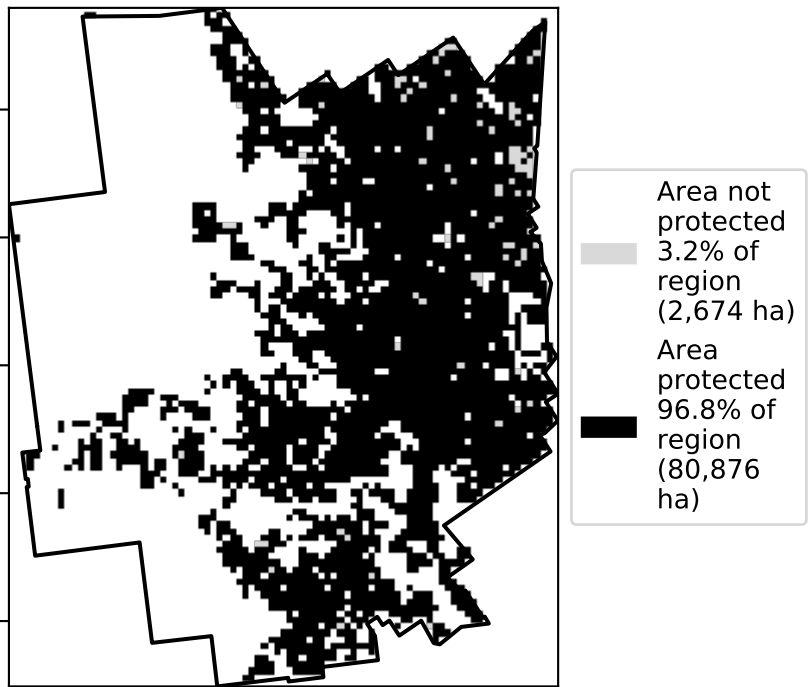 Area not
protected
3.2% of
region
(2,674 ha)
Area
protected
96.8% of
region
(80,876
ha)